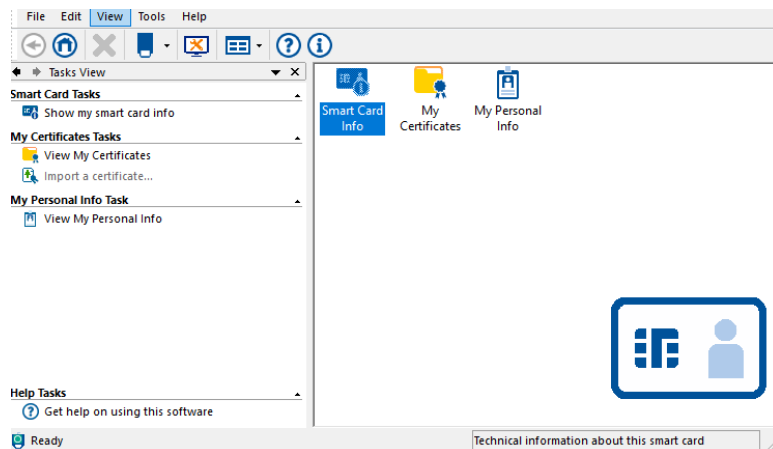 File Edit View Tools Help
Tasks View
Smart Card Tasks
Show my smart card info
My Certificates Tasks
View My Certificates
Import a certificate...
My Personal Info Task
View My Personal Info
Help Tasks
Get help on using this software
Smart Card
Info
My
Certificates
My Personal
Info
Ready
Technical information about this smart card